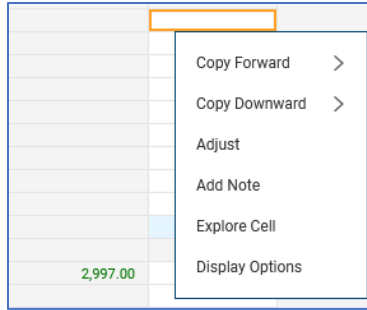 Copy Forward
Copy Downward
Adjust
Add Note
Explore Cell
Display Options
2,997.00